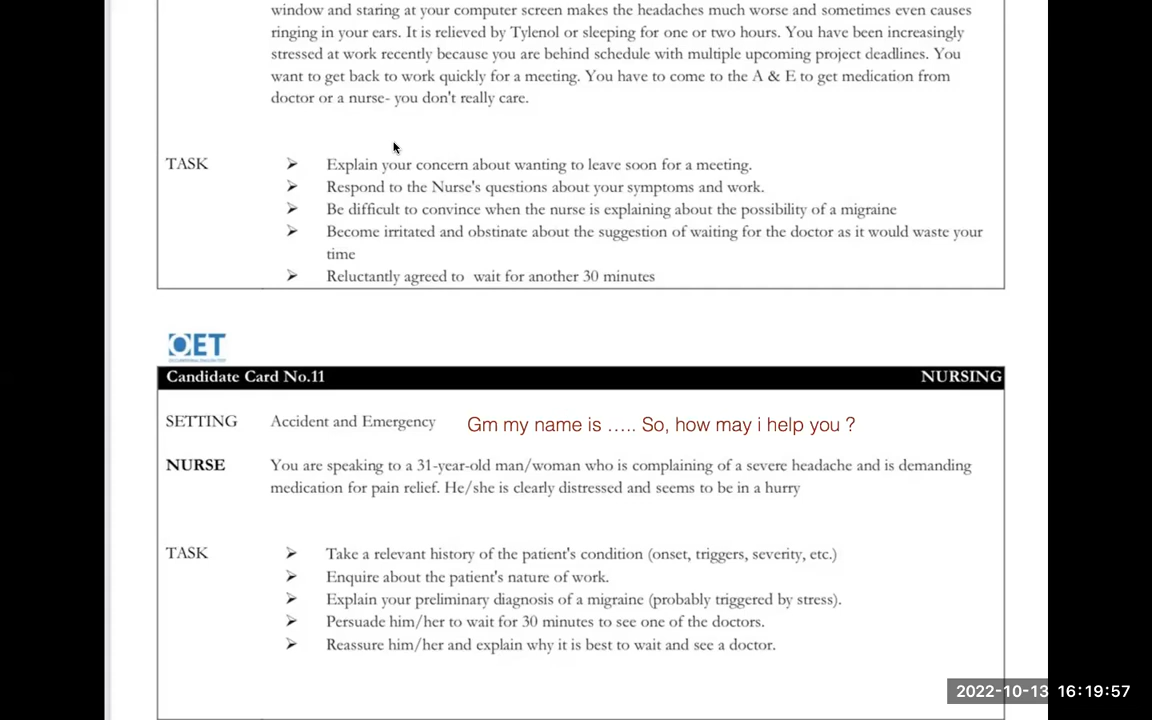 window and staring at your computer screen makes the headaches much worse and sometimes even causes
ringing in your ears. It is relieved by Tylenol or sleeping for one or two hours. You have been increasingly
stressed at work recently because you are behind schedule with multiple upcoming project deadlines. You
want to get back to work quickly for a meeting. You have to come to the A & E to get medication from
doctor or a nurse- you don't really care.
TASK
➢ Explain your concern about wanting to leave soon for a meeting.
➢ Respond to the Nurse's questions about your symptoms and work.
➢ Be difficult to convince when the nurse is explaining about the possibility of a migraine
➢ Become irritated and obstinate about the suggestion of waiting for the doctor as it would waste your
time
➢ Reluctantly agreed to wait for another 30 minutes
OET
Candidate Card No.11 NURSING
SETTING Accident and Emergency Gm my name is ..... So, how may i help you ?
NURSE You are speaking to a 31-year-old man/woman who is complaining of a severe headache and is demanding
medication for pain relief. He/she is clearly distressed and seems to be in a hurry
TASK ➢ Take a relevant history of the patient's condition (onset, triggers, severity, etc.)
➢ Enquire about the patient's nature of work.
➢ Explain your preliminary diagnosis of a migraine (probably triggered by stress).
➢ Persuade him/her to wait for 30 minutes to see one of the doctors.
➢ Reassure him/her and explain why it is best to wait and see a doctor.
2022-10-13 16:19:57